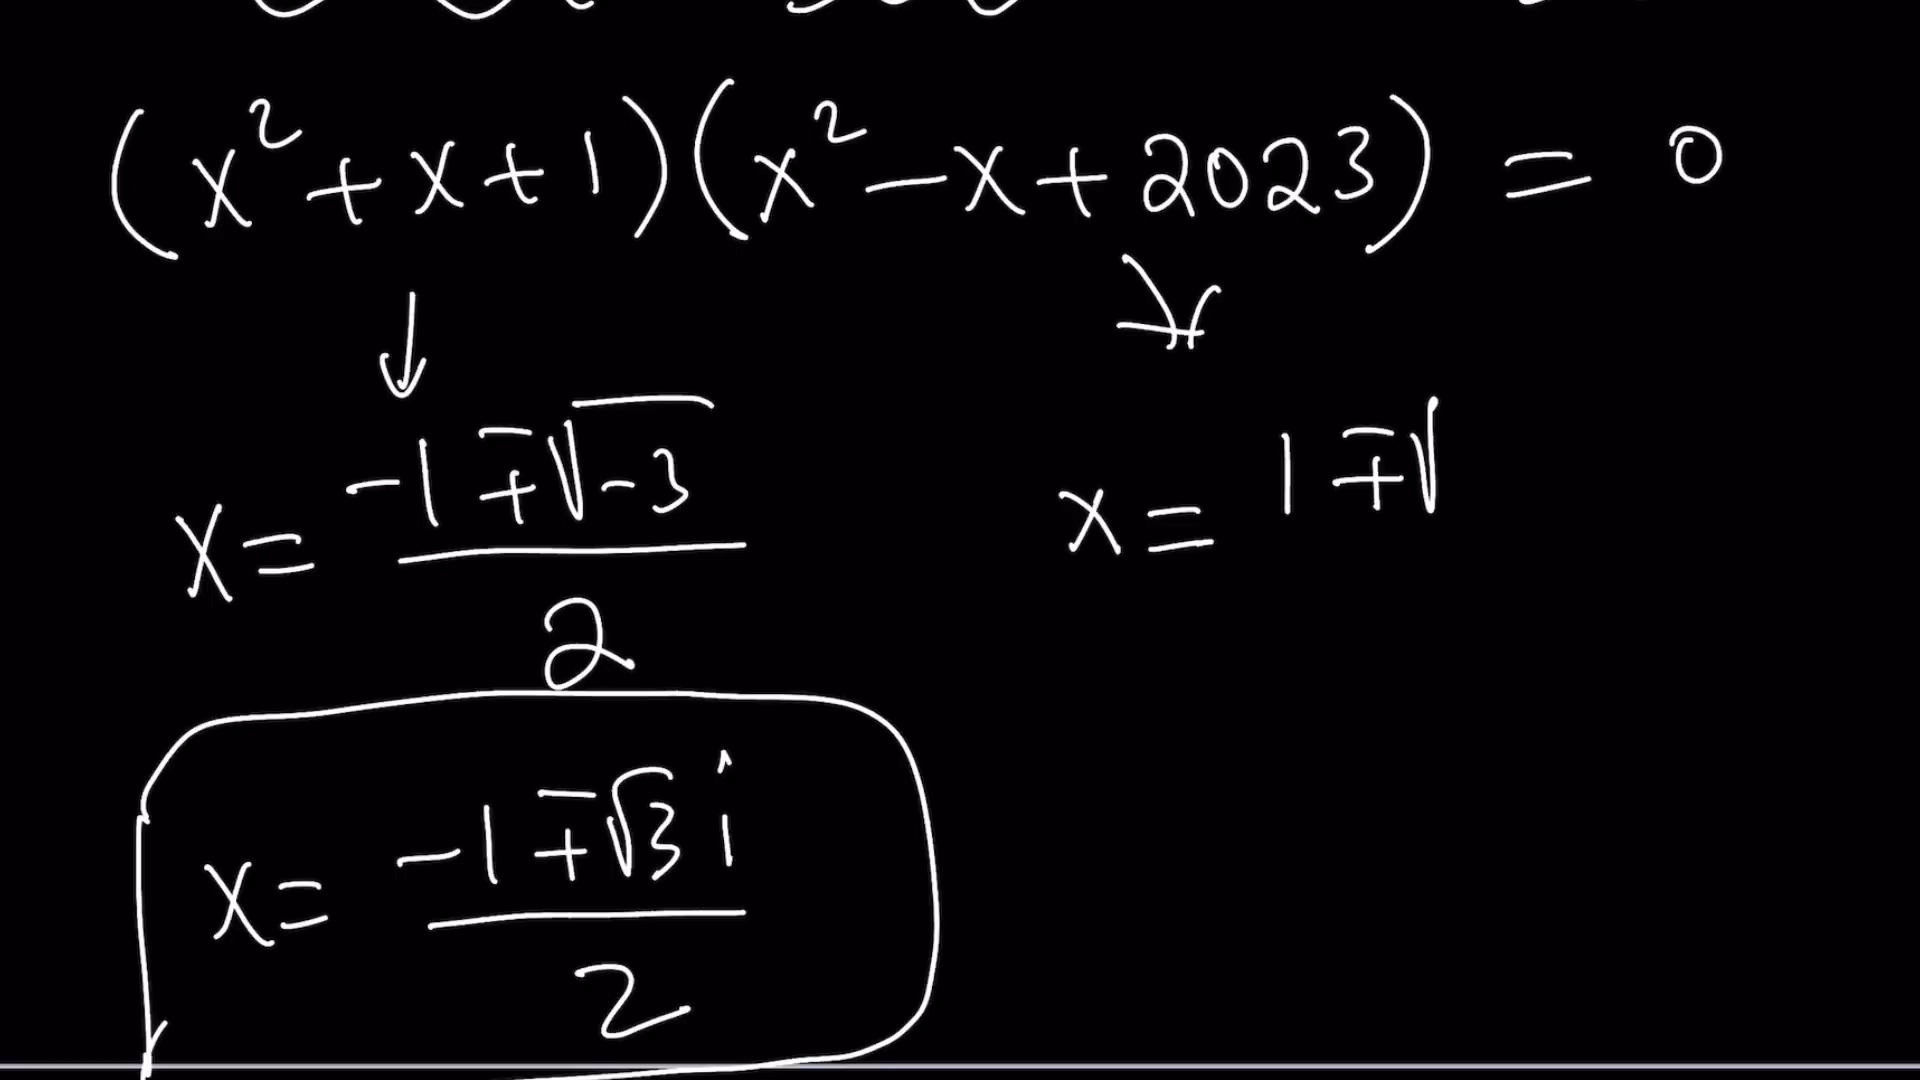 (x² + x + 1)(x² − x + 2023) = 0
x = (−1 ∓ √−3) / 2
x = 1 ∓ √
x = (−1 ∓ √3 i) / 2